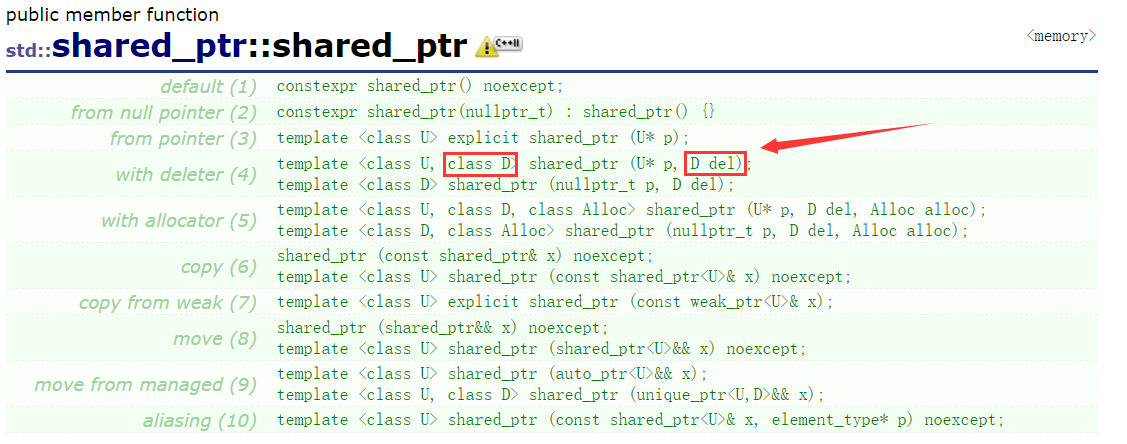 public member function
std::shared_ptr::shared_ptr C++11 <memory>
default (1) constexpr shared_ptr() noexcept;
from null pointer (2) constexpr shared_ptr(nullptr_t) : shared_ptr() {}
from pointer (3) template <class U> explicit shared_ptr (U* p);
with deleter (4) template <class U, class D> shared_ptr (U* p, D del);
template <class D> shared_ptr (nullptr_t p, D del);
with allocator (5) template <class U, class D, class Alloc> shared_ptr (U* p, D del, Alloc alloc);
template <class D, class Alloc> shared_ptr (nullptr_t p, D del, Alloc alloc);
copy (6) shared_ptr (const shared_ptr& x) noexcept;
template <class U> shared_ptr (const shared_ptr<U>& x) noexcept;
copy from weak (7) template <class U> explicit shared_ptr (const weak_ptr<U>& x);
move (8) shared_ptr (shared_ptr&& x) noexcept;
template <class U> shared_ptr (shared_ptr<U>&& x) noexcept;
move from managed (9) template <class U> shared_ptr (auto_ptr<U>&& x);
template <class U, class D> shared_ptr (unique_ptr<U,D>&& x);
aliasing (10) template <class U> shared_ptr (const shared_ptr<U>& x, element_type* p) noexcept;